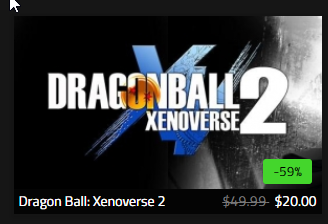 DRAGONBALL
XENOVERSE 2
-59%
Dragon Ball: Xenoverse 2 $49.99 $20.00